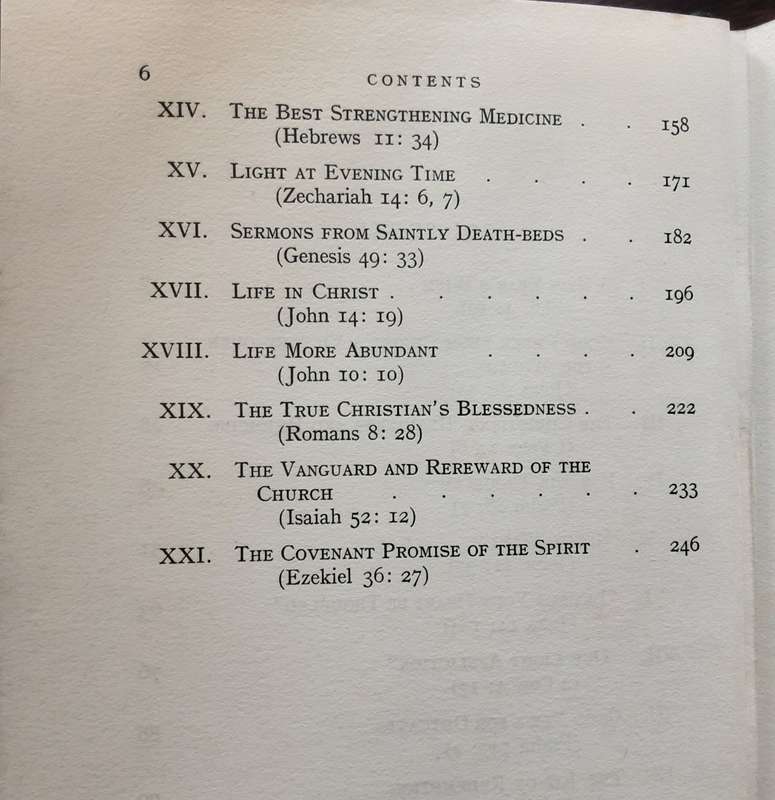 6
CONTENTS
XIV. The Best Strengthening Medicine . . 158
(Hebrews 11: 34)
XV. Light at Evening Time . . . . 171
(Zechariah 14: 6, 7)
XVI. Sermons from Saintly Death-beds . . 182
(Genesis 49: 33)
XVII. Life in Christ . . . . . . 196
(John 14: 19)
XVIII. Life More Abundant . . . . 209
(John 10: 10)
XIX. The True Christian's Blessedness . . 222
(Romans 8: 28)
XX. The Vanguard and Rereward of the
Church . . . . . . 233
(Isaiah 52: 12)
XXI. The Covenant Promise of the Spirit . 246
(Ezekiel 36: 27)